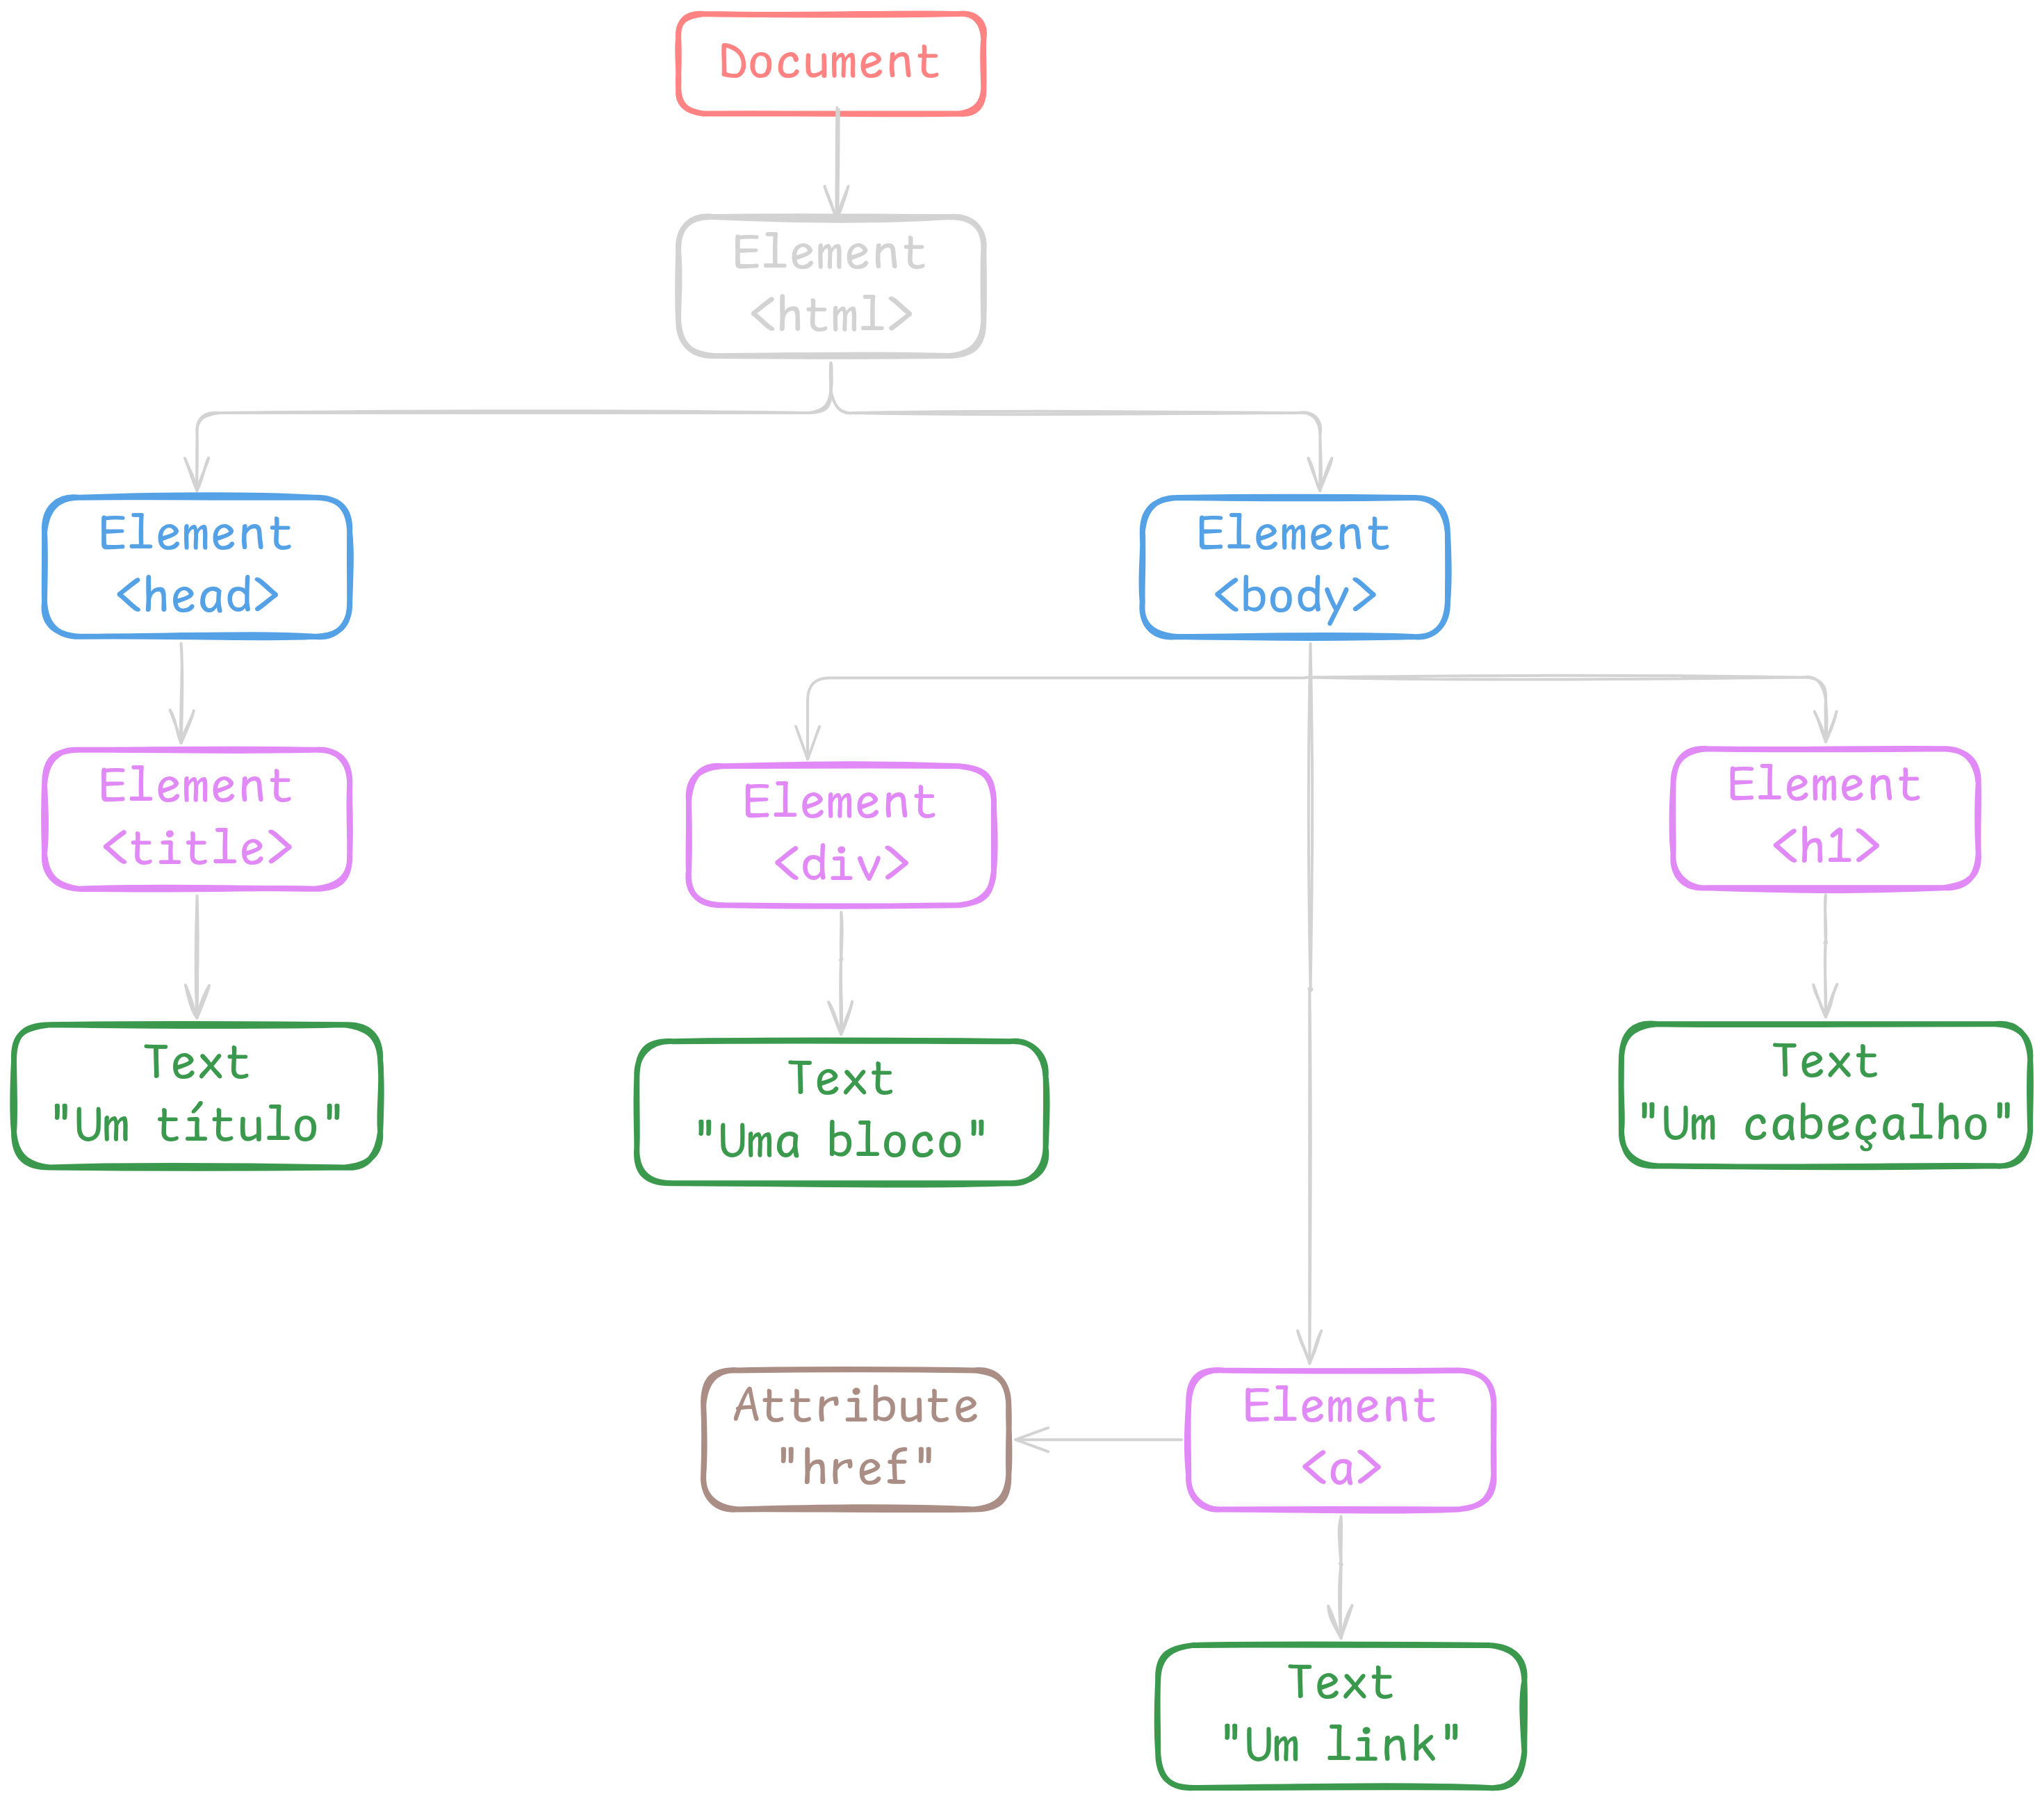 Document
Element
<html>
Element
<head>
Element
<body>
Element
<title>
Element
<div>
Element
<h1>
Text
"Um título"
Text
"Uma bloco"
Text
"Um cabeçalho"
Attribute
"href"
Element
<a>
Text
"Um link"